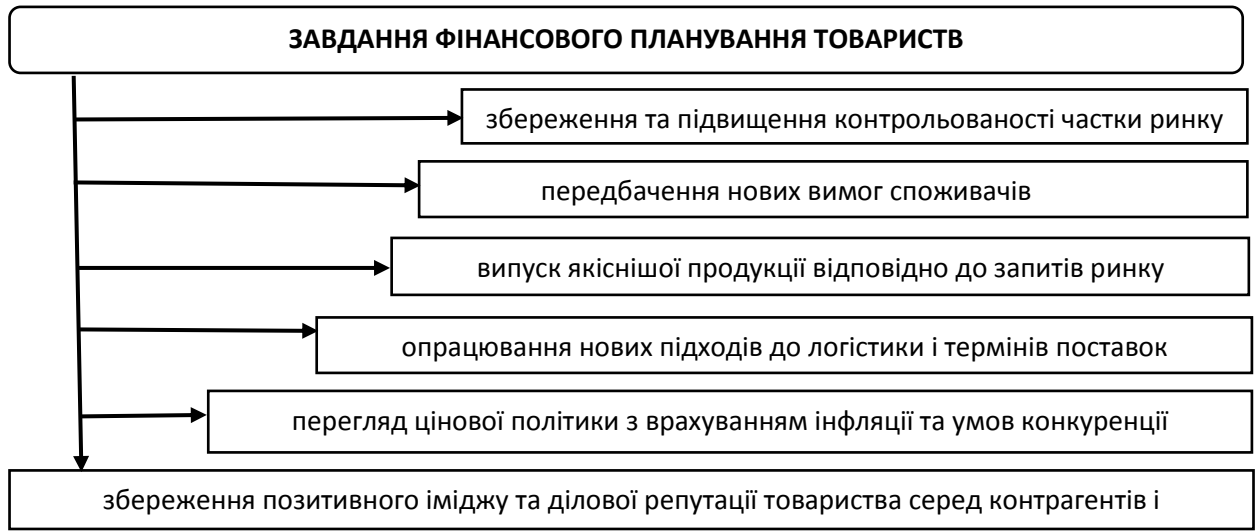 ЗАВДАННЯ ФІНАНСОВОГО ПЛАНУВАННЯ ТОВАРИСТВ
збереження та підвищення контрольованості частки ринку
передбачення нових вимог споживачів
випуск якіснішої продукції відповідно до запитів ринку
опрацювання нових підходів до логістики і термінів поставок
перегляд цінової політики з врахуванням інфляції та умов конкуренції
збереження позитивного іміджу та ділової репутації товариства серед контрагентів і